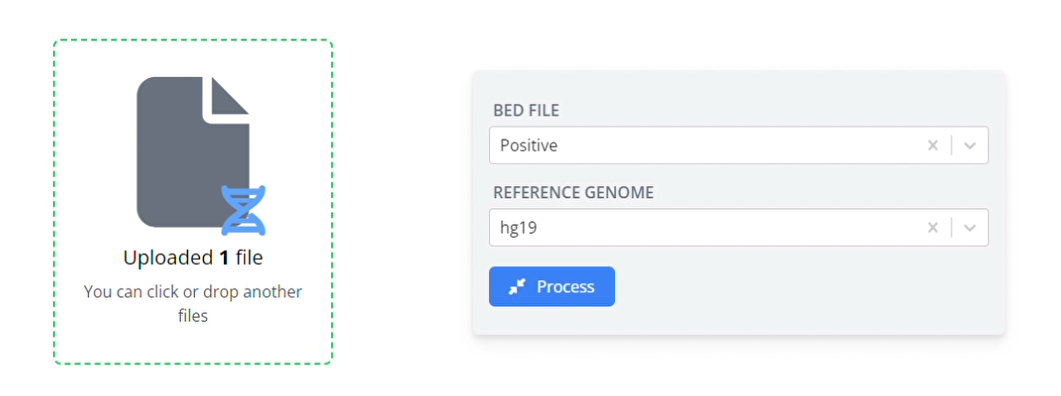 Uploaded 1 file
You can click or drop another
files
BED FILE
Positive
REFERENCE GENOME
hg19
Process